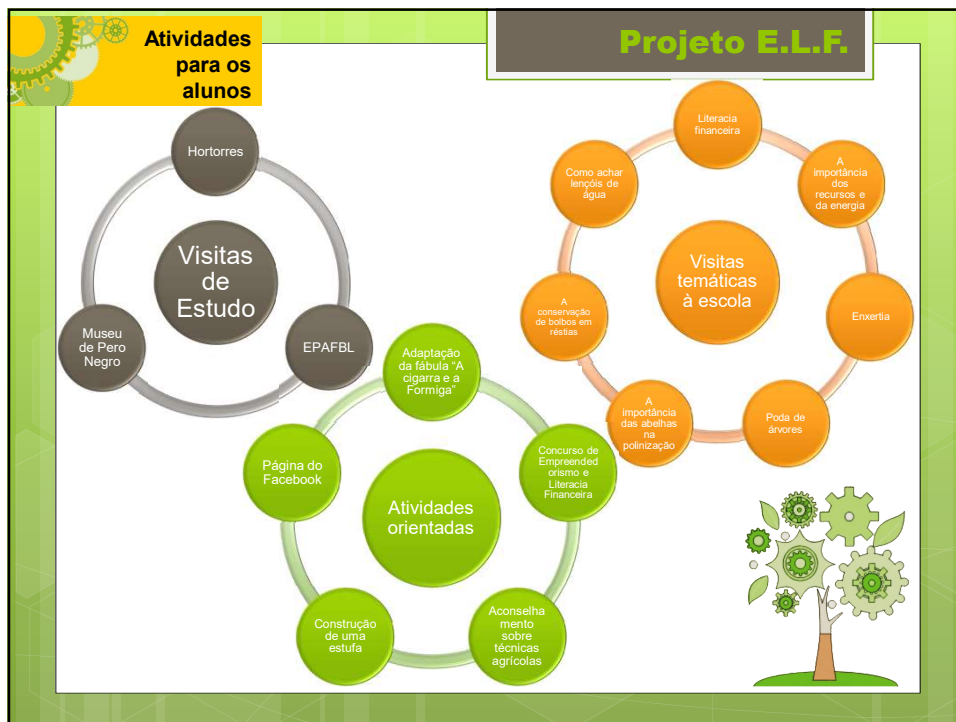 Atividades
para os
alunos
Projeto E.L.F.
Hortorres
Visitas
de
Estudo
Museu
de Pero
Negro
EPAFBL
Literacia
financeira
A
importância
dos
recursos e
da energia
Enxertia
Poda de
árvores
A
importância
das abelhas
na
polinização
A
conservação
de bolbos em
réstias
Como achar
lençóis de
água
Visitas
temáticas
à escola
Adaptação
da fábula “A
cigarra e a
Formiga”
Concurso de
Empreended
orismo e
Literacia
Financeira
Aconselha
mento
sobre
técnicas
agrícolas
Construção
de uma
estufa
Página do
Facebook
Atividades
orientadas